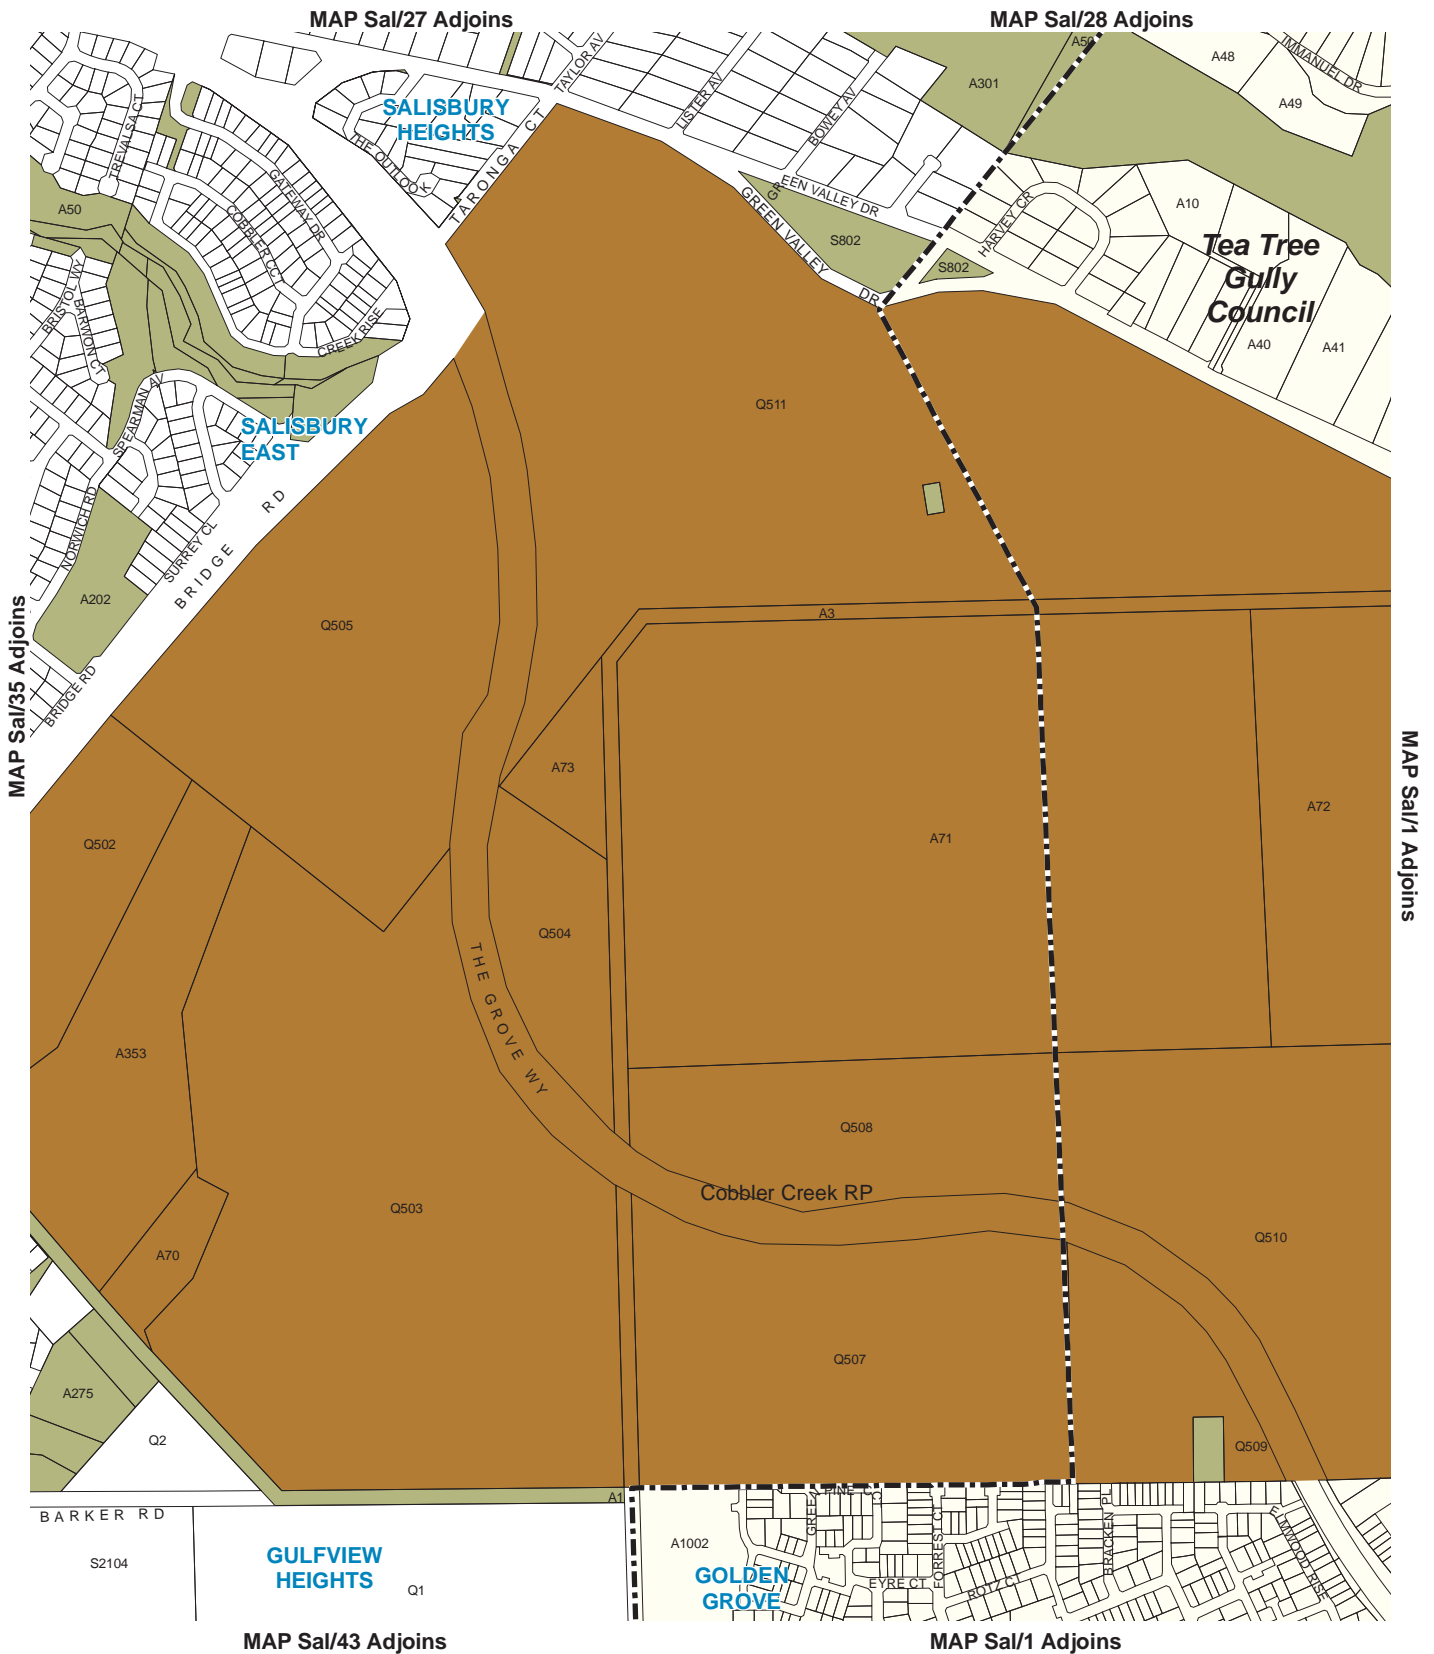 MAP Sal/27 Adjoins
MAP Sal/28 Adjoins
TAYLOR AV
A50
A48
IMMANUEL DR
A301
A49
LISTER AV
BOWEY AV
SALISBURY
HEIGHTS
TREVALSA CT
THE OUTLOOK
TARONGA CT
GATEWAY DR
COBBLER CC
GREEN VALLEY DR
GREEN VALLEY DR
HARVEY CR
A10
A50
S802
S802
Tea Tree
Gully
Council
BRISTOL WY
BARWON CT
CREEK RISE
A40
A41
SPEARMAN AV
Q511
SALISBURY
EAST
NORWICH RD
SURREY CL
BRIDGE RD
A202
Q505
A3
BRIDGE RD
MAP Sal/35 Adjoins
MAP Sal/1 Adjoins
A73
A72
A71
Q502
Q504
THE GROVE WY
A353
Q508
Cobbler Creek RP
Q503
Q510
A70
Q507
A275
Q2
Q509
A1
BARKER RD
PINE
GREEN
FORREST CT
BRACKEN PL
ELMWOOD RISE
A1002
S2104
GULFVIEW
HEIGHTS
Q1
GOLDEN
GROVE
EYRE CT
ROTZ CT
MAP Sal/43 Adjoins
MAP Sal/1 Adjoins